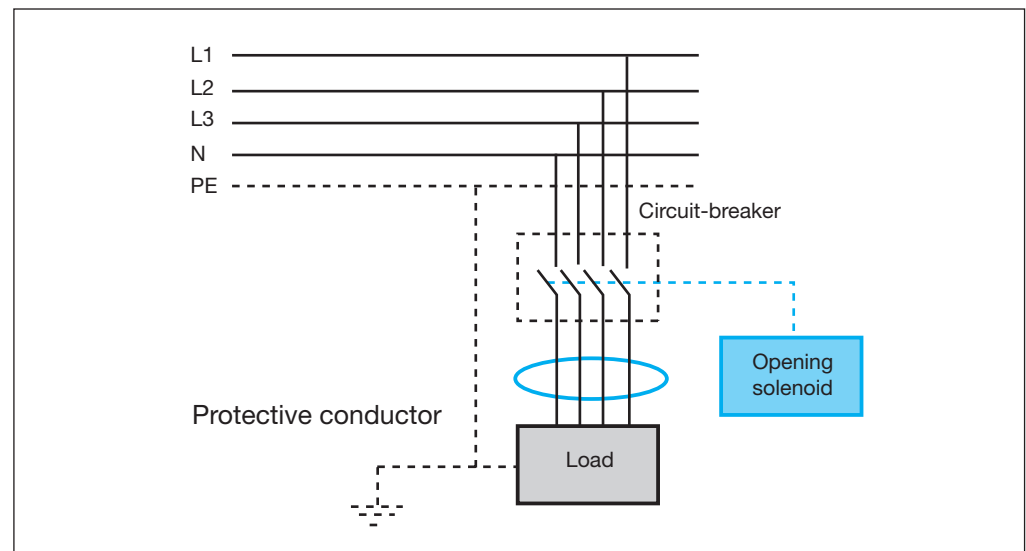 L1
L2
L3
N
PE
Circuit-breaker
Opening
solenoid
Protective conductor
Load